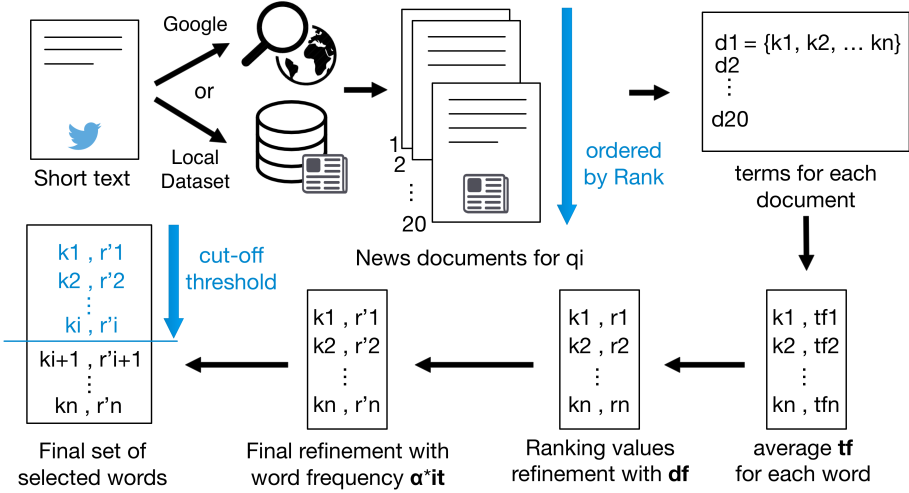 Google
or
Local
Dataset
Short text
1
2
⋮
20
News documents for qi
ordered
by Rank
d1 = {k1, k2, … kn}
d2
⋮
d20
terms for each
document
k1 , tf1
k2 , tf2
⋮
kn , tfn
average tf
for each word
k1 , r1
k2 , r2
⋮
kn , rn
Ranking values
refinement with df
k1 , r’1
k2 , r’2
⋮
kn , r’n
Final refinement with
word frequency α*it
cut-off
threshold
k1 , r’1
k2 , r’2
⋮
ki , r’i
ki+1 , r’i+1
⋮
kn , r’n
Final set of
selected words